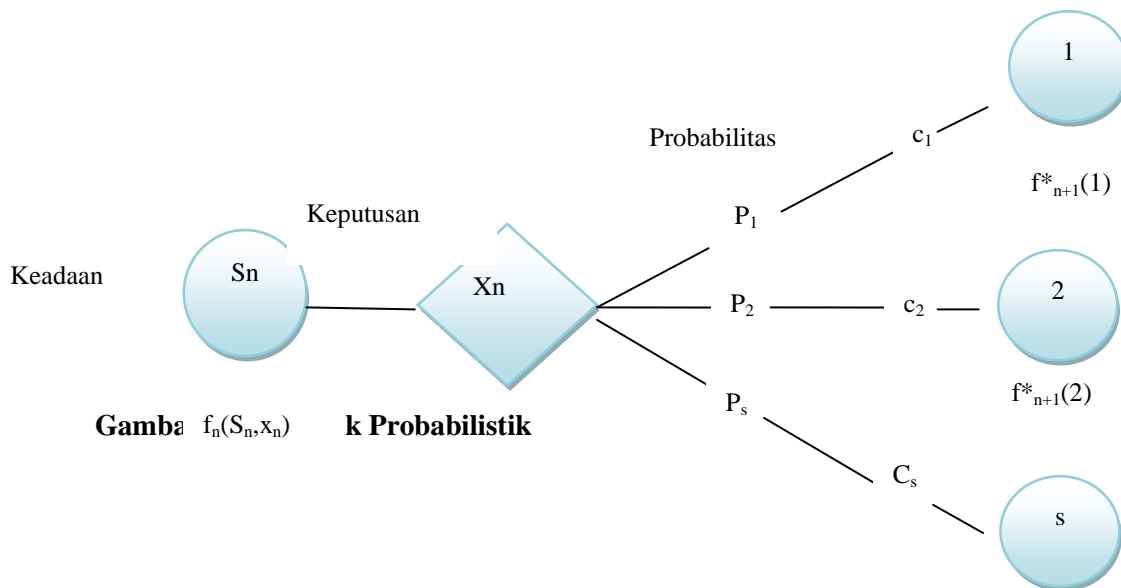 1
Probabilitas
c₁
f*ₙ₊₁(1)
P₁
Keputusan
Keadaan
Sn
Xn
P₂
c₂
2
f*ₙ₊₁(2)
Pₛ
fₙ(Sₙ,xₙ)
k Probabilistik
Cₛ
s